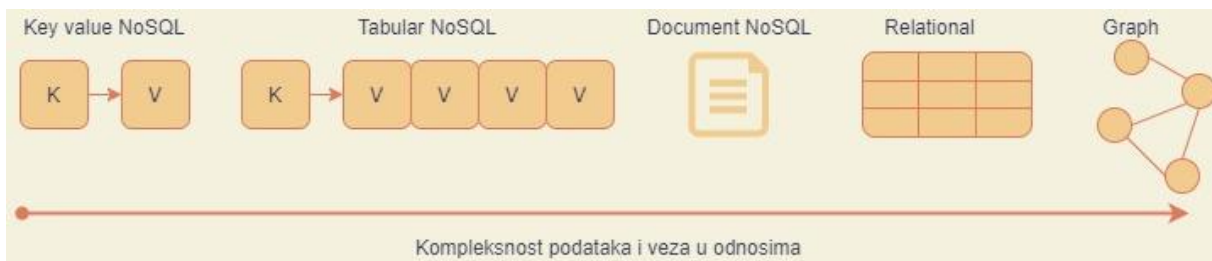 Key value NoSQL
Tabular NoSQL
Document NoSQL
Relational
Graph
K
V
K
V
V
V
V
Kompleksnost podataka i veza u odnosima